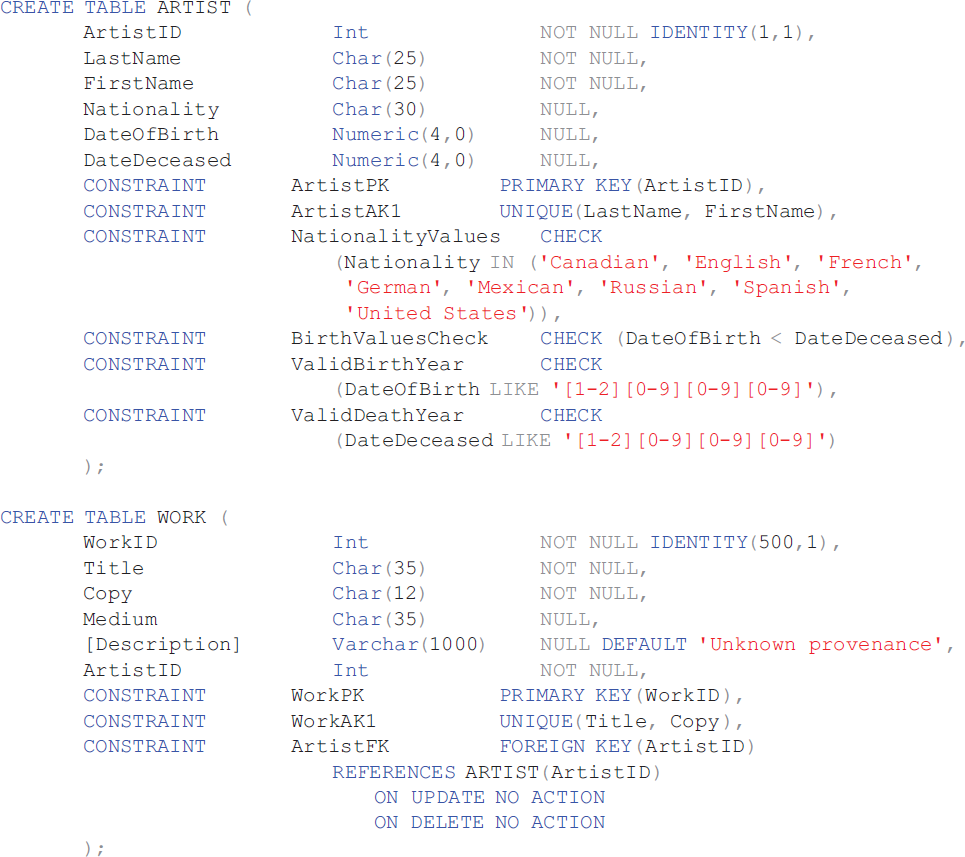 CREATE TABLE ARTIST (
ArtistID Int NOT NULL IDENTITY(1,1),
LastName Char(25) NOT NULL,
FirstName Char(25) NOT NULL,
Nationality Char(30) NULL,
DateOfBirth Numeric(4,0) NULL,
DateDeceased Numeric(4,0) NULL,
CONSTRAINT ArtistPK PRIMARY KEY(ArtistID),
CONSTRAINT ArtistAK1 UNIQUE(LastName, FirstName),
CONSTRAINT NationalityValues CHECK
(Nationality IN ('Canadian', 'English', 'French',
'German', 'Mexican', 'Russian', 'Spanish',
'United States')),
CONSTRAINT BirthValuesCheck CHECK (DateOfBirth < DateDeceased),
CONSTRAINT ValidBirthYear CHECK
(DateOfBirth LIKE '[1-2][0-9][0-9][0-9]'),
CONSTRAINT ValidDeathYear CHECK
(DateDeceased LIKE '[1-2][0-9][0-9][0-9]')
);
CREATE TABLE WORK (
WorkID Int NOT NULL IDENTITY(500,1),
Title Char(35) NOT NULL,
Copy Char(12) NOT NULL,
Medium Char(35) NULL,
[Description] Varchar(1000) NULL DEFAULT 'Unknown provenance',
ArtistID Int NOT NULL,
CONSTRAINT WorkPK PRIMARY KEY(WorkID),
CONSTRAINT WorkAK1 UNIQUE(Title, Copy),
CONSTRAINT ArtistFK FOREIGN KEY(ArtistID)
REFERENCES ARTIST(ArtistID)
ON UPDATE NO ACTION
ON DELETE NO ACTION
);